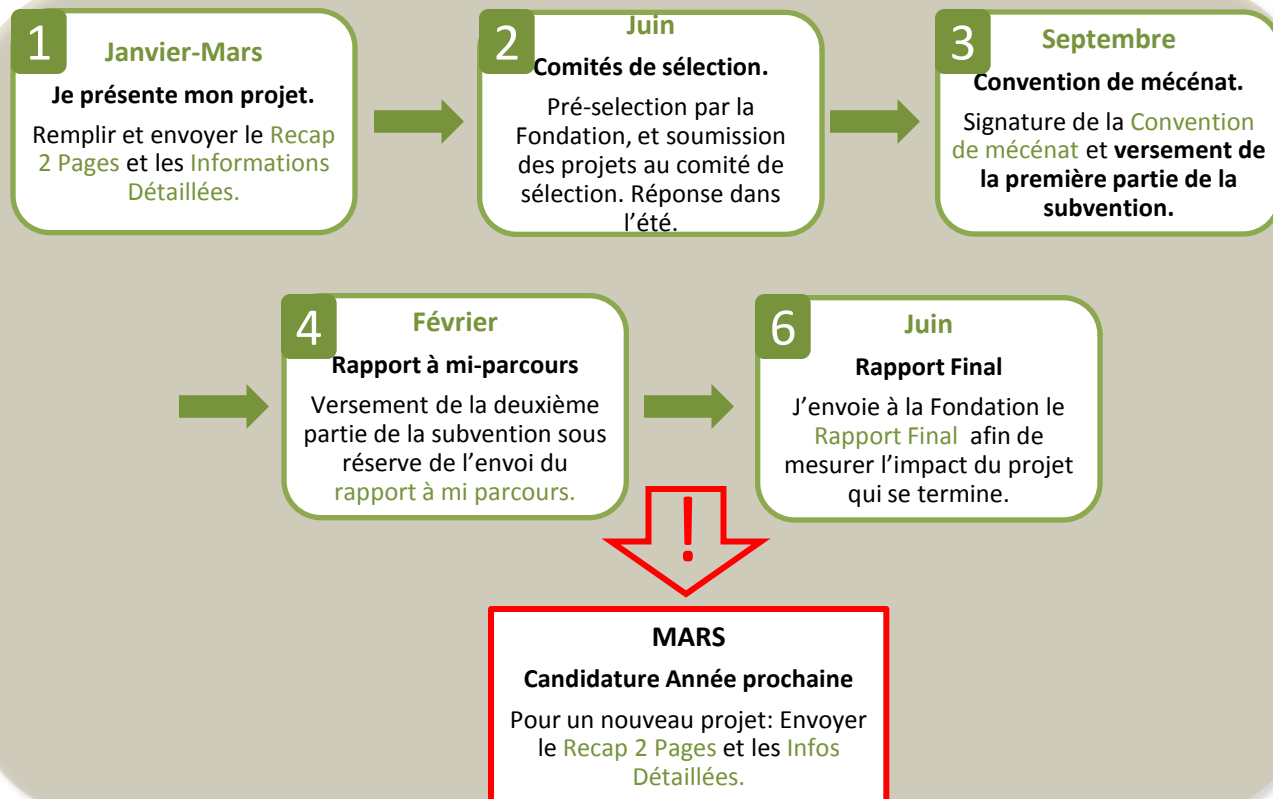 1
Janvier-Mars
Je présente mon projet.
Remplir et envoyer le Recap
2 Pages et les Informations
Détaillées.
2
Juin
Comités de sélection.
Pré-selection par la
Fondation, et soumission
des projets au comité de
sélection. Réponse dans
l'été.
3
Septembre
Convention de mécénat.
Signature de la Convention
de mécénat et versement de
la première partie de la
subvention.
4
Février
Rapport à mi-parcours
Versement de la deuxième
partie de la subvention sous
réserve de l'envoi du
rapport à mi parcours.
6
Juin
Rapport Final
J'envoie à la Fondation le
Rapport Final afin de
mesurer l'impact du projet
qui se termine.
!
MARS
Candidature Année prochaine
Pour un nouveau projet: Envoyer
le Recap 2 Pages et les Infos
Détaillées.